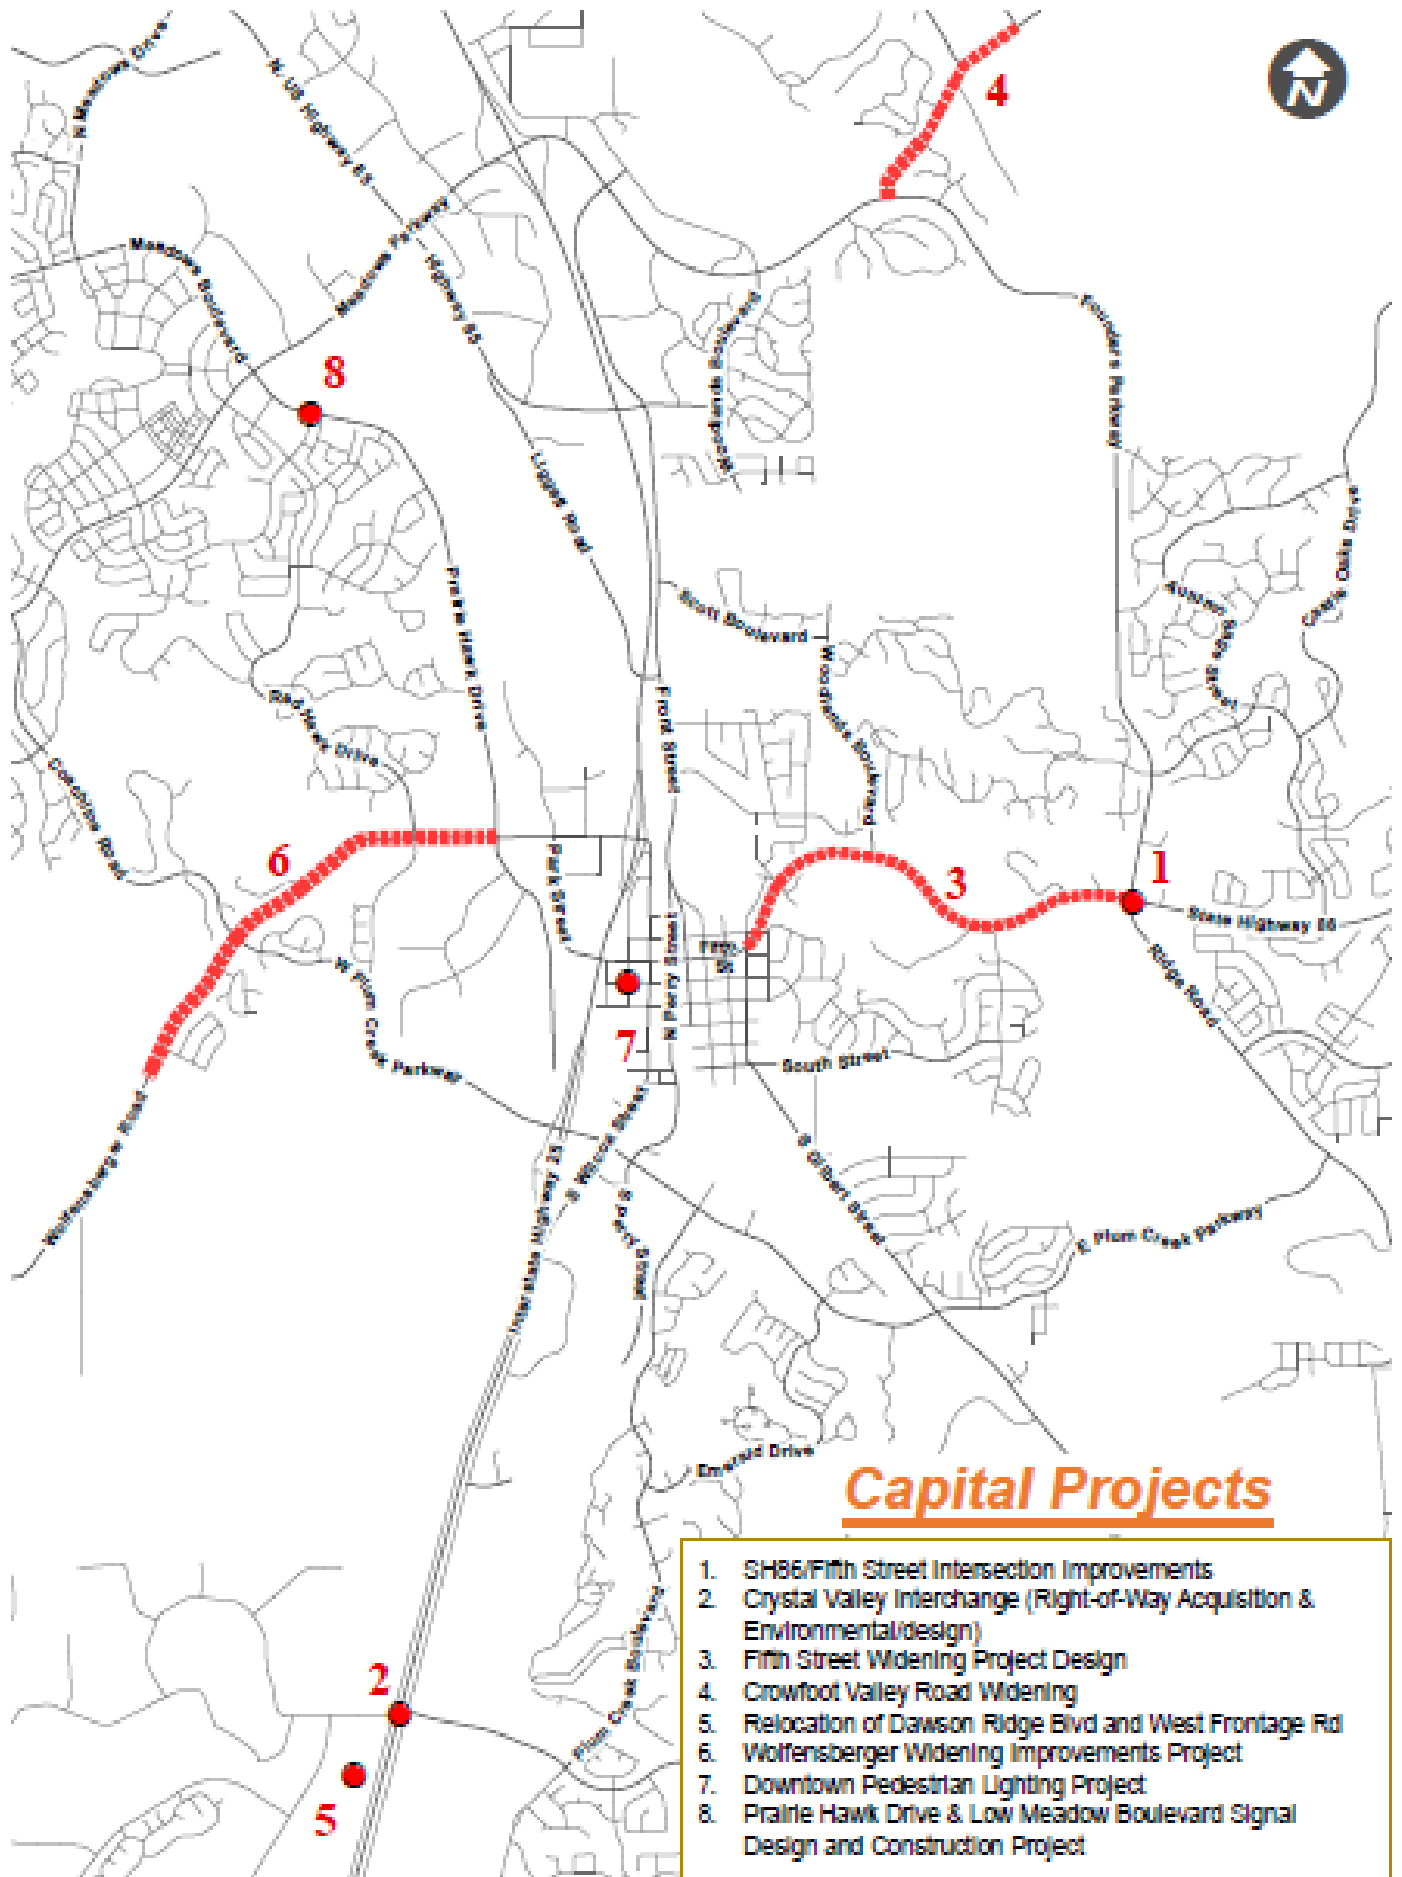 N Meadows Drive
N. US Highway 85
4
N
Meadows Parkway
Meadows Boulevard
Highway 85
Woodlands Boulevard
Founders Parkway
8
Liggett Road
Castle Oaks Drive
Prairie Hawk Drive
Scott Boulevard
Autumn Sage Street
Woodlands Boulevard
Red Hawk Drive
Front Street
Coachline Road
6
Park Street
3
1
State Highway 86
Fifth
St
N Perry Street
Ridge Road
W Plum Creek Parkway
7
South Street
Wolfensberger Road
S Wilcox Street
S Gilbert Street
Interstate Highway 25
S Perry Street
E Plum Creek Parkway
Emerald Drive
Capital Projects
Plum Creek Boulevard
2
5
1. SH86/Fifth Street Intersection Improvements
2. Crystal Valley Interchange (Right-of-Way Acquisition &
Environmental/design)
3. Fifth Street Widening Project Design
4. Crowfoot Valley Road Widening
5. Relocation of Dawson Ridge Blvd and West Frontage Rd
6. Wolfensberger Widening Improvements Project
7. Downtown Pedestrian Lighting Project
8. Prairie Hawk Drive & Low Meadow Boulevard Signal
Design and Construction Project